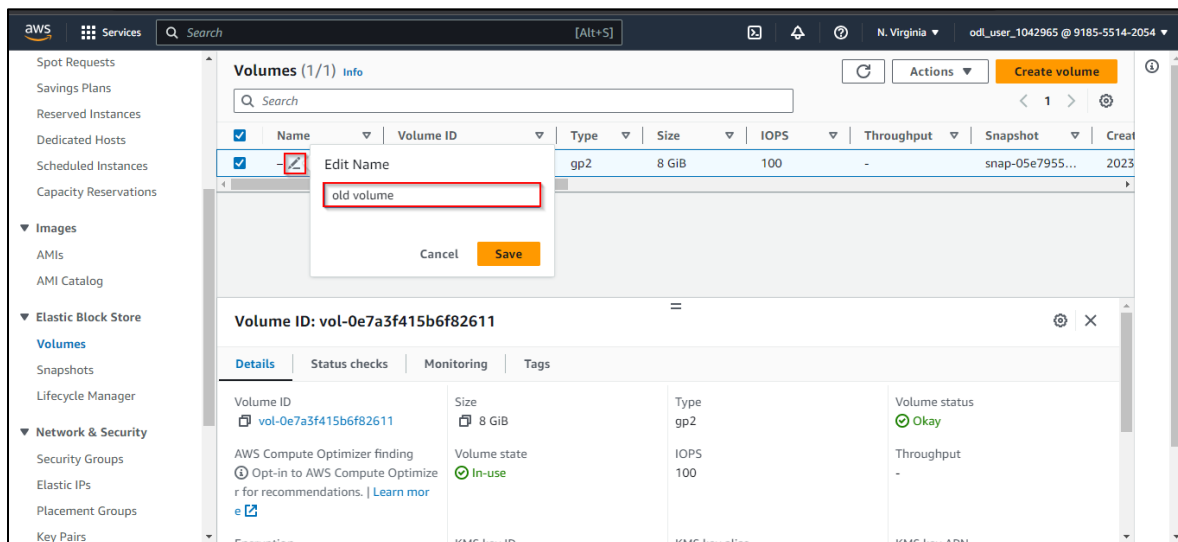 aws Services Search [Alt+S] N. Virginia ▼ odl_user_1042965 @ 9185-5514-2054 ▼
Spot Requests
Savings Plans
Reserved Instances
Dedicated Hosts
Scheduled Instances
Capacity Reservations
▼ Images
AMIs
AMI Catalog
▼ Elastic Block Store
Volumes
Snapshots
Lifecycle Manager
▼ Network & Security
Security Groups
Elastic IPs
Placement Groups
Key Pairs
Volumes (1/1) Info
Actions ▼ Create volume
Search
< 1 >
Name Volume ID Type Size IOPS Throughput Snapshot Creat
– gp2 8 GiB 100 - snap-05e7955... 2023
Edit Name
old volume
Cancel Save
Volume ID: vol-0e7a3f415b6f82611
Details Status checks Monitoring Tags
Volume ID Size Type Volume status
vol-0e7a3f415b6f82611 8 GiB gp2 Okay
AWS Compute Optimizer finding Volume state IOPS Throughput
Opt-in to AWS Compute Optimize In-use 100 -
r for recommendations. | Learn mor
e